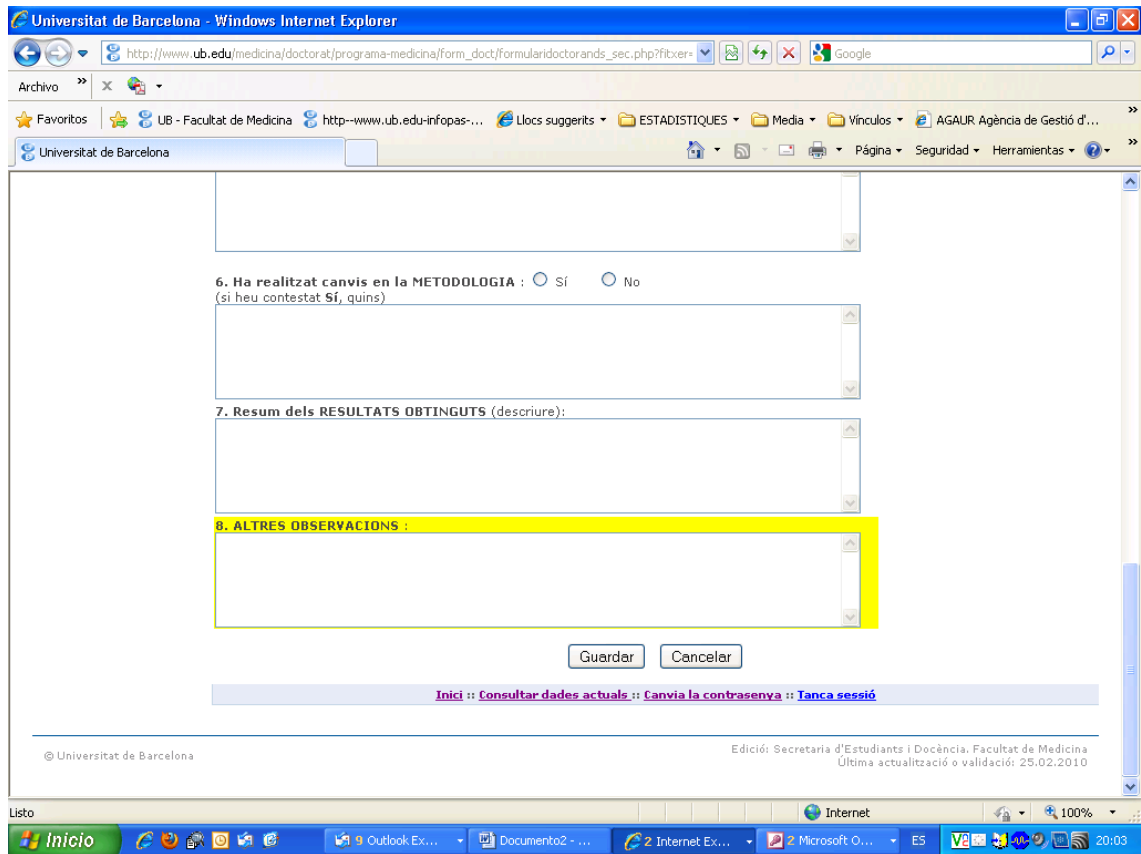 Universitat de Barcelona - Windows Internet Explorer
http://www.ub.edu/medicina/doctorat/programa-medicina/form_doct/formularidoctorands_sec.php?fitxer=
Google
Archivo » X
Favoritos UB - Facultat de Medicina http--www.ub.edu-infopas-... Llocs suggerits ESTADISTIQUES Media Vínculos AGAUR Agència de Gestió d'... »
Universitat de Barcelona Página Seguridad Herramientas »
6. Ha realitzat canvis en la METODOLOGIA : Sí No
(si heu contestat Sí, quins)
7. Resum dels RESULTATS OBTINGUTS (descriure):
8. ALTRES OBSERVACIONS :
Guardar Cancelar
Inici :: Consultar dades actuals :: Canvia la contrasenya :: Tanca sessió
© Universitat de Barcelona
Edició: Secretaria d'Estudiants i Docència. Facultat de Medicina
Última actualització o validació: 25.02.2010
Listo Internet 100%
Inicio 9 Outlook Ex... Documento2 - ... 2 Internet Ex... 2 Microsoft O... ES 20:03